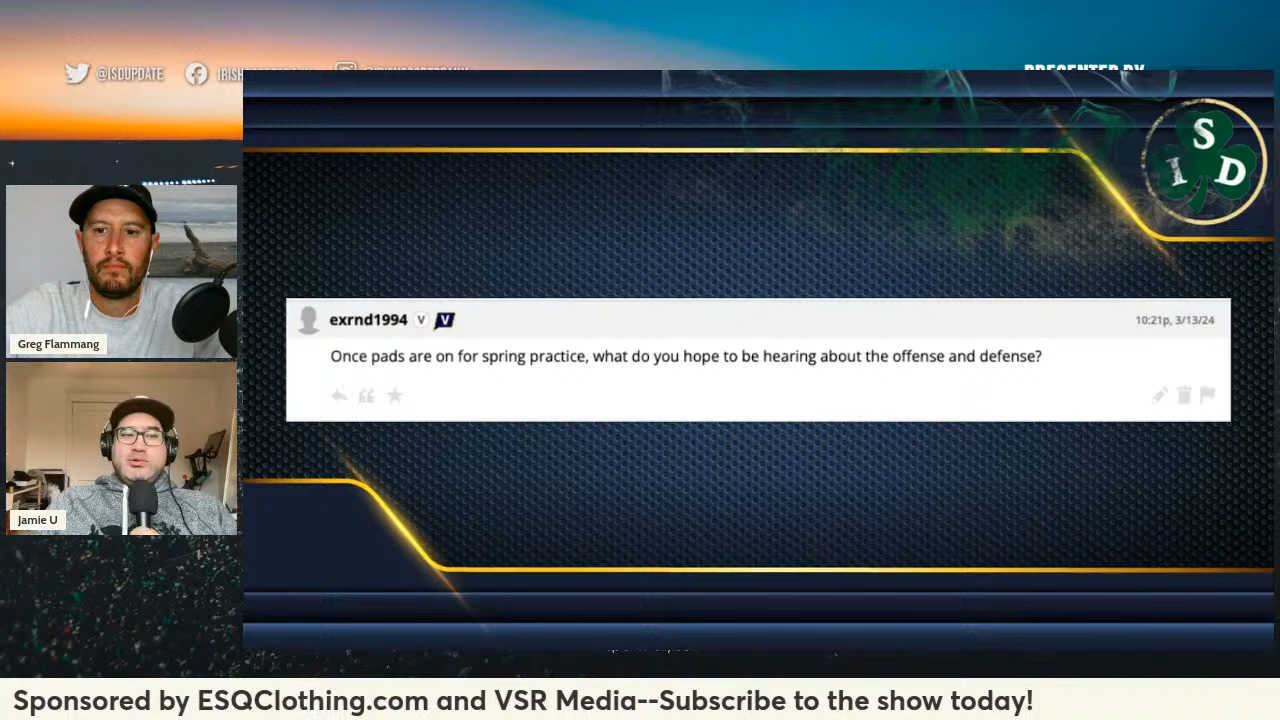 @ISDUPDATE
PRESENTED BY
I S D
exrnd1994 V V
10:21p, 3/13/24
Once pads are on for spring practice, what do you hope to be hearing about the offense and defense?
Greg Flammang
Jamie U
Sponsored by ESQClothing.com and VSR Media--Subscribe to the show today!